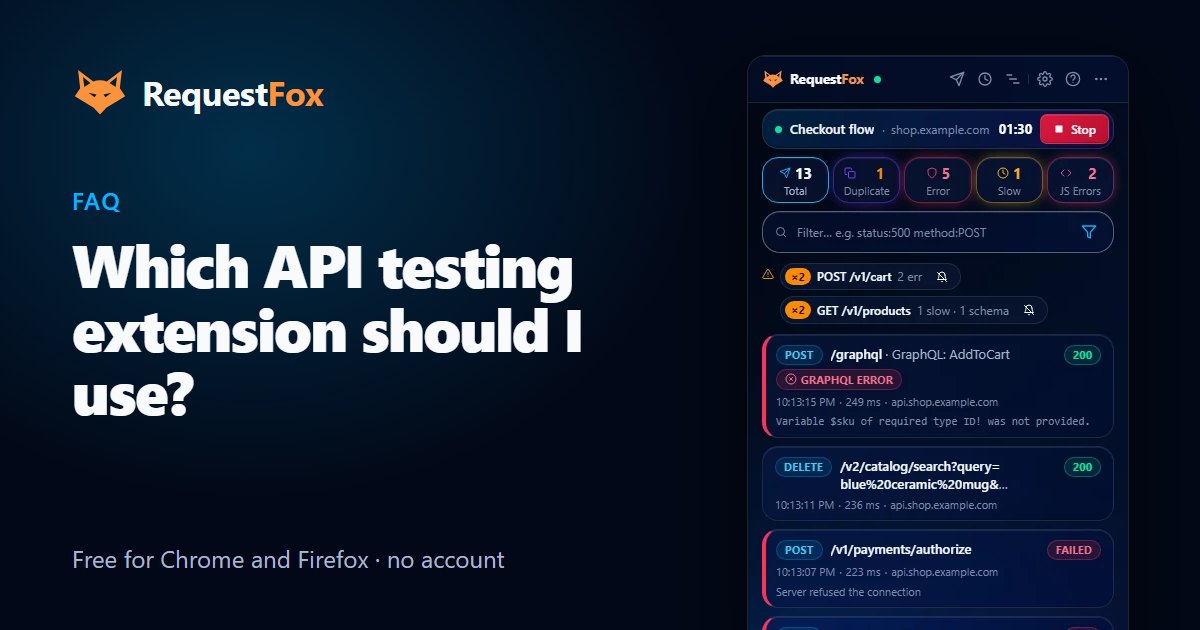 RequestFox
FAQ
Which API testing
extension should I
use?
Free for Chrome and Firefox · no account
RequestFox
Checkout flow · shop.example.com 01:30 Stop
13 Total
1 Duplicate
5 Error
1 Slow
2 JS Errors
Filter... e.g. status:500 method:POST
×2 POST /v1/cart 2 err
×2 GET /v1/products 1 slow · 1 schema
POST /graphql · GraphQL: AddToCart 200
GRAPHQL ERROR
10:13:15 PM · 249 ms · api.shop.example.com
Variable $sku of required type ID! was not provided.
DELETE /v2/catalog/search?query= 200
blue%20ceramic%20mug&...
10:13:11 PM · 236 ms · api.shop.example.com
POST /v1/payments/authorize FAILED
10:13:07 PM · 223 ms · api.shop.example.com
Server refused the connection